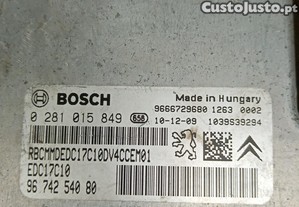 CustoJusto.pt
BOSCH
Made in Hungary
9666729680 1263 0002
0 281 015 849 658 10-12-09 1039S39294
RBCMMDEDC17C10DV4CCEM01
EDC17C10
96 742 540 80